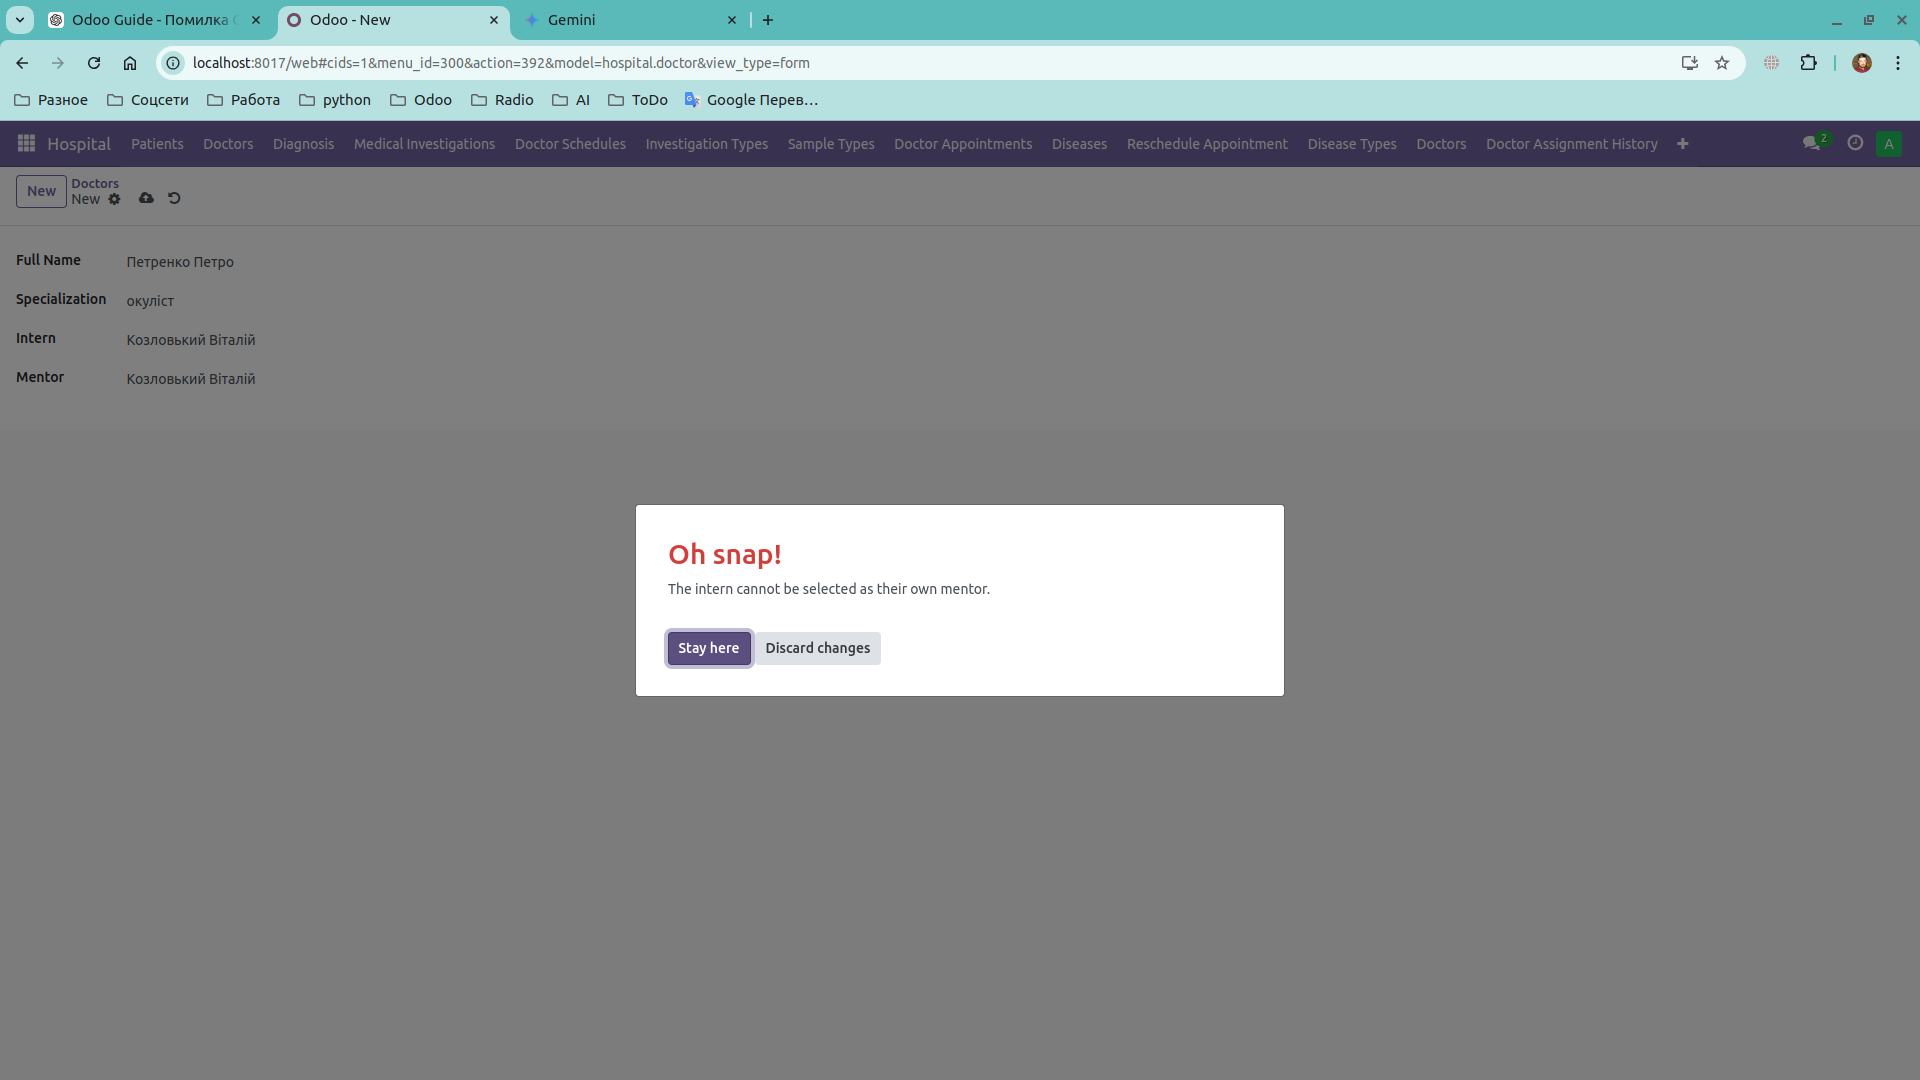 Odoo Guide - Помилка
Odoo - New
Gemini
localhost:8017/web#cids=1&menu_id=300&action=392&model=hospital.doctor&view_type=form
Разное
Соцсети
Работа
python
Odoo
Radio
AI
ToDo
Google Перев…
Hospital
Patients
Doctors
Diagnosis
Medical Investigations
Doctor Schedules
Investigation Types
Sample Types
Doctor Appointments
Diseases
Reschedule Appointment
Disease Types
Doctors
Doctor Assignment History
2
A
New
Doctors
New
Full Name
Петренко Петро
Specialization
окуліст
Intern
Козловький Віталій
Mentor
Козловький Віталій
Oh snap!
The intern cannot be selected as their own mentor.
Stay here
Discard changes